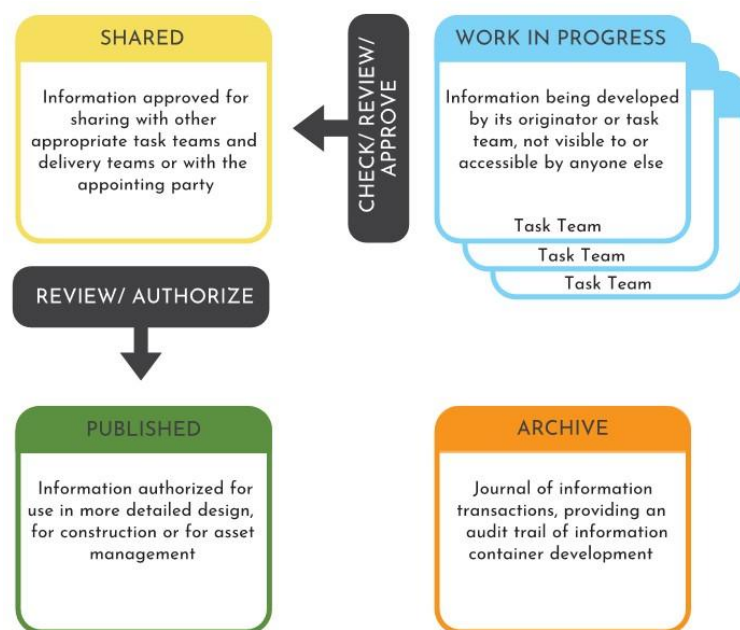 SHARED
Information approved for
sharing with other
appropriate task teams and
delivery teams or with the
appointing party
CHECK/ REVIEW/
APPROVE
WORK IN PROGRESS
Information being developed
by its originator or task
team, not visible to or
accessible by anyone else
Task Team
Task Team
Task Team
REVIEW/ AUTHORIZE
PUBLISHED
Information authorized for
use in more detailed design,
for construction or for asset
management
ARCHIVE
Journal of information
transactions, providing an
audit trail of information
container development